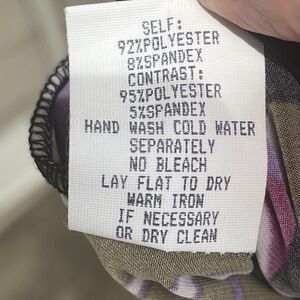 SELF:
92%POLYESTER
8%SPANDEX
CONTRAST:
95%POLYESTER
5%SPANDEX
HAND WASH COLD WATER
SEPARATELY
NO BLEACH
LAY FLAT TO DRY
WARM IRON
IF NECESSARY
OR DRY CLEAN